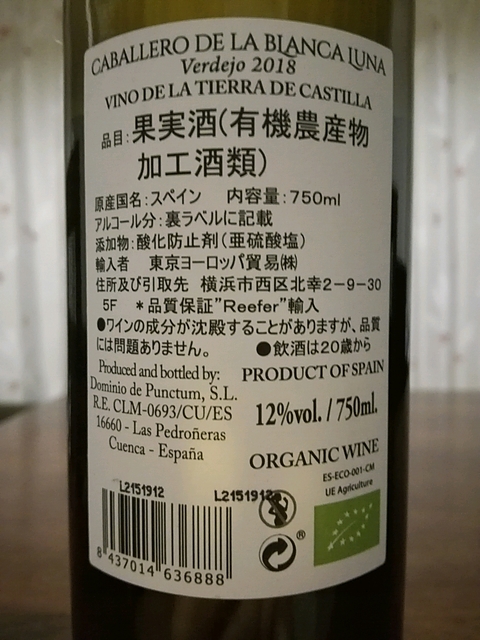 CABALLERO DE LA BLANCA LUNA
Verdejo 2018
VINO DE LA TIERRA DE CASTILLA
品目:果実酒(有機農産物
加工酒類)
原産国名:スペイン 内容量:750ml
アルコール分:裏ラベルに記載
添加物:酸化防止剤(亜硫酸塩)
輸入者 東京ヨーロッパ貿易㈱
住所及び引取先 横浜市西区北幸2-9-30
5F *品質保証"Reefer"輸入
●ワインの成分が沈殿することがありますが、品質
には問題ありません。 ●飲酒は20歳から
Produced and bottled by:
Dominio de Punctum, S.L.
R.E. CLM-0693/CU/ES
16660 - Las Pedroñeras
Cuenca - España
PRODUCT OF SPAIN
12%vol. / 750ml.
ORGANIC WINE
ES-ECO-001-CM
UE Agriculture
L2151912 L2151912
8 437014 636888
®